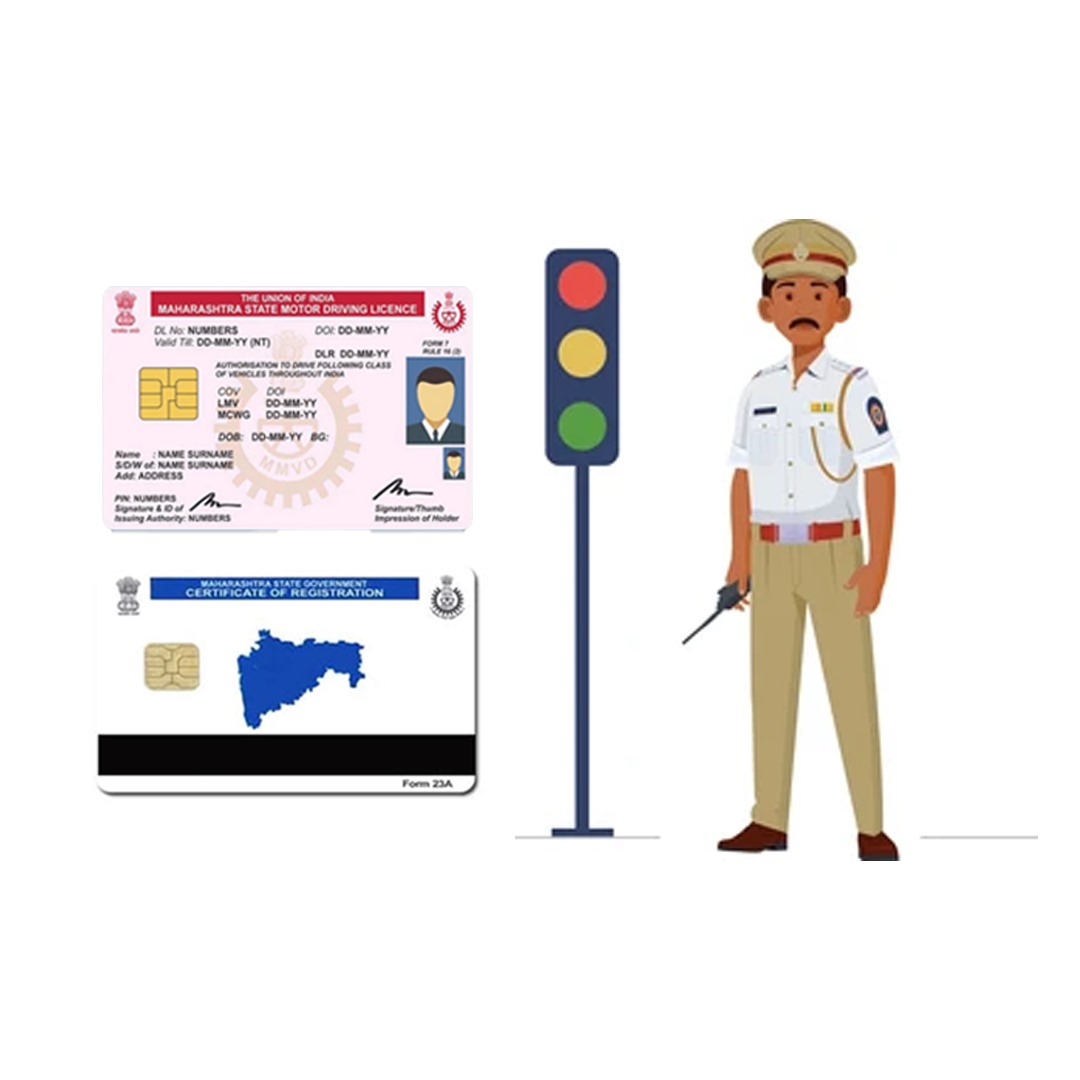 THE UNION OF INDIA
MAHARASHTRA STATE MOTOR DRIVING LICENCE
DL No: NUMBERS DOI: DD-MM-YY
Valid Till: DD-MM-YY (NT)
DLR DD-MM-YY
FORM 7
RULE 16 (2)
AUTHORISATION TO DRIVE FOLLOWING CLASS
OF VEHICLES THROUGHOUT INDIA
COV DOI
LMV DD-MM-YY
MCWG DD-MM-YY
DOB: DD-MM-YY BG:
MMVD
Name : NAME SURNAME
S/D/W of: NAME SURNAME
Add: ADDRESS
PIN: NUMBERS
Signature & ID of
Issuing Authority: NUMBERS
Signature/Thumb
Impression of Holder
MAHARASHTRA STATE GOVERNMENT
CERTIFICATE OF REGISTRATION
Form 23A